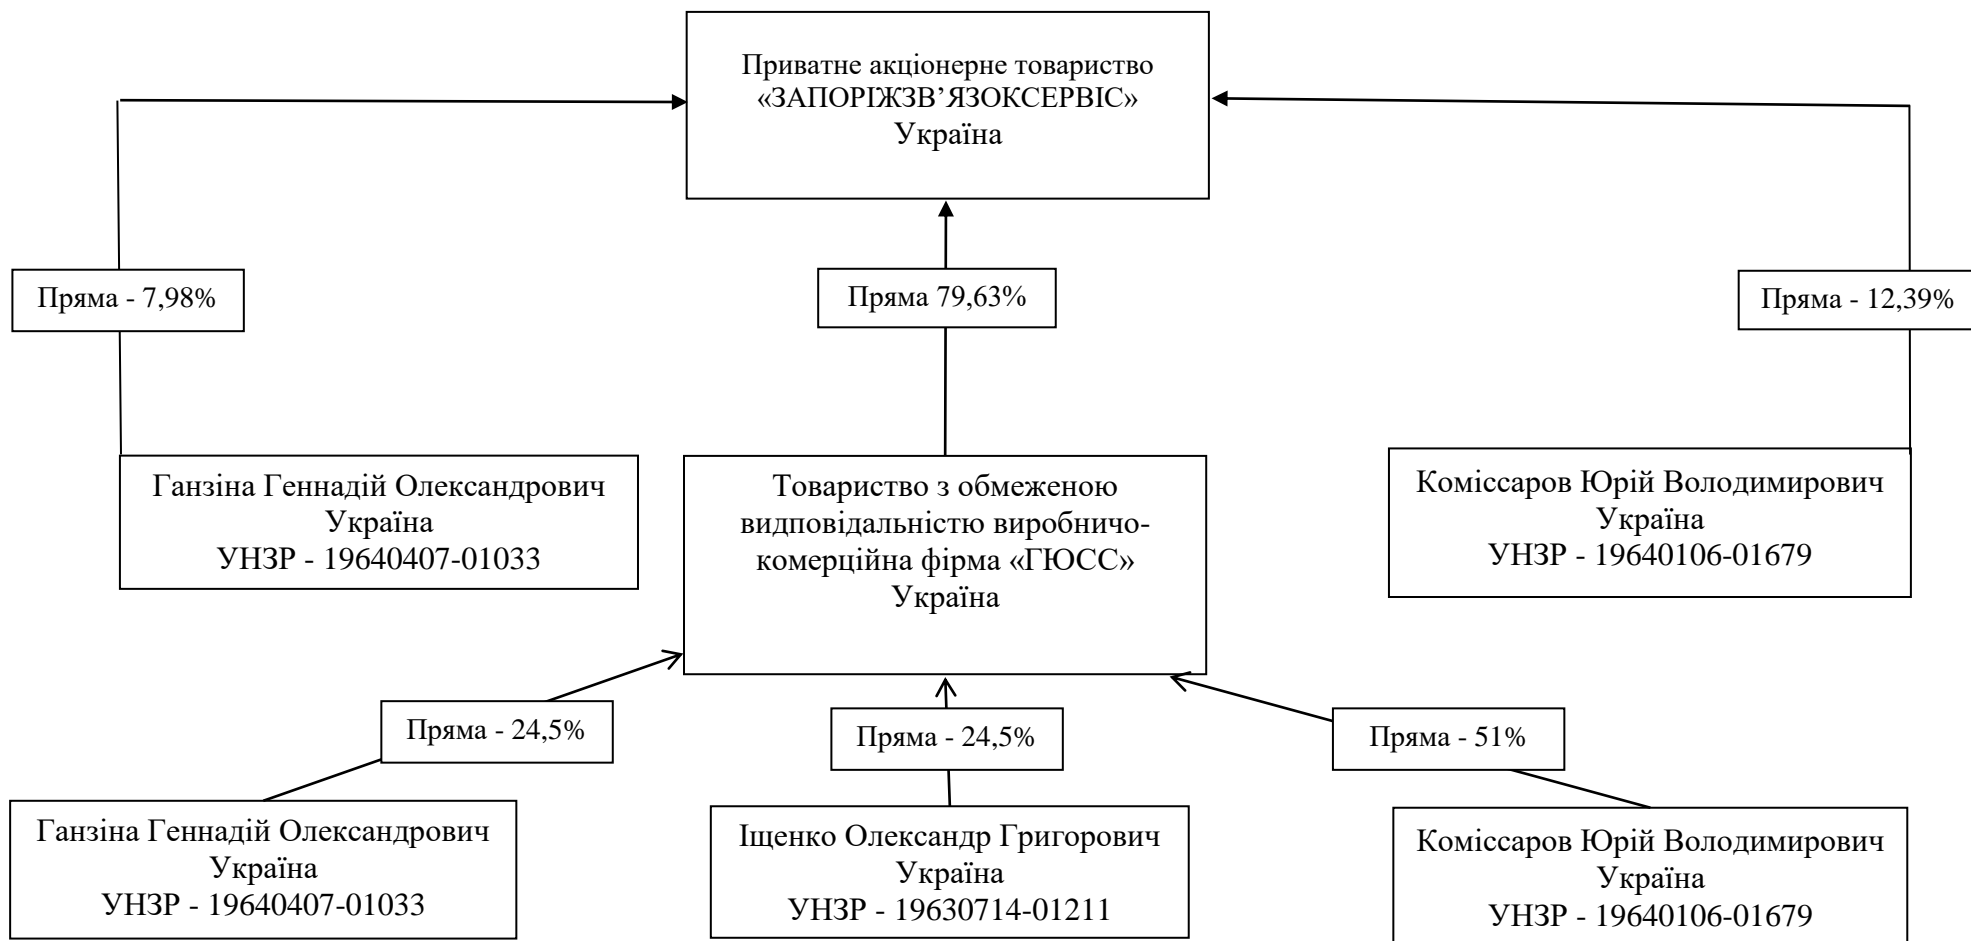 Приватне акціонерне товариство
«ЗАПОРІЖЗВ’ЯЗОКСЕРВІС»
Україна
Пряма - 7,98%
Пряма 79,63%
Пряма - 12,39%
Ганзіна Геннадій Олександрович
Україна
УНЗР - 19640407-01033
Товариство з обмеженою
видповідальністю виробничо-
комерційна фірма «ГЮСС»
Україна
Коміссаров Юрій Володимирович
Україна
УНЗР - 19640106-01679
Пряма - 24,5%
Пряма - 24,5%
Пряма - 51%
Ганзіна Геннадій Олександрович
Україна
УНЗР - 19640407-01033
Іщенко Олександр Григорович
Україна
УНЗР - 19630714-01211
Коміссаров Юрій Володимирович
Україна
УНЗР - 19640106-01679